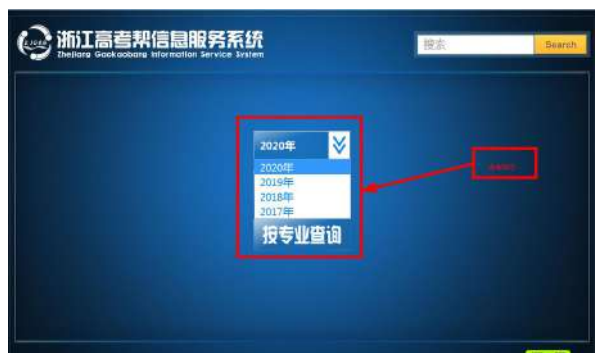 浙江高考帮信息服务系统
Zhejiang Gaokaobang Information Service System
搜索
Search
2020年
2020年
2019年
2018年
2017年
按专业查询